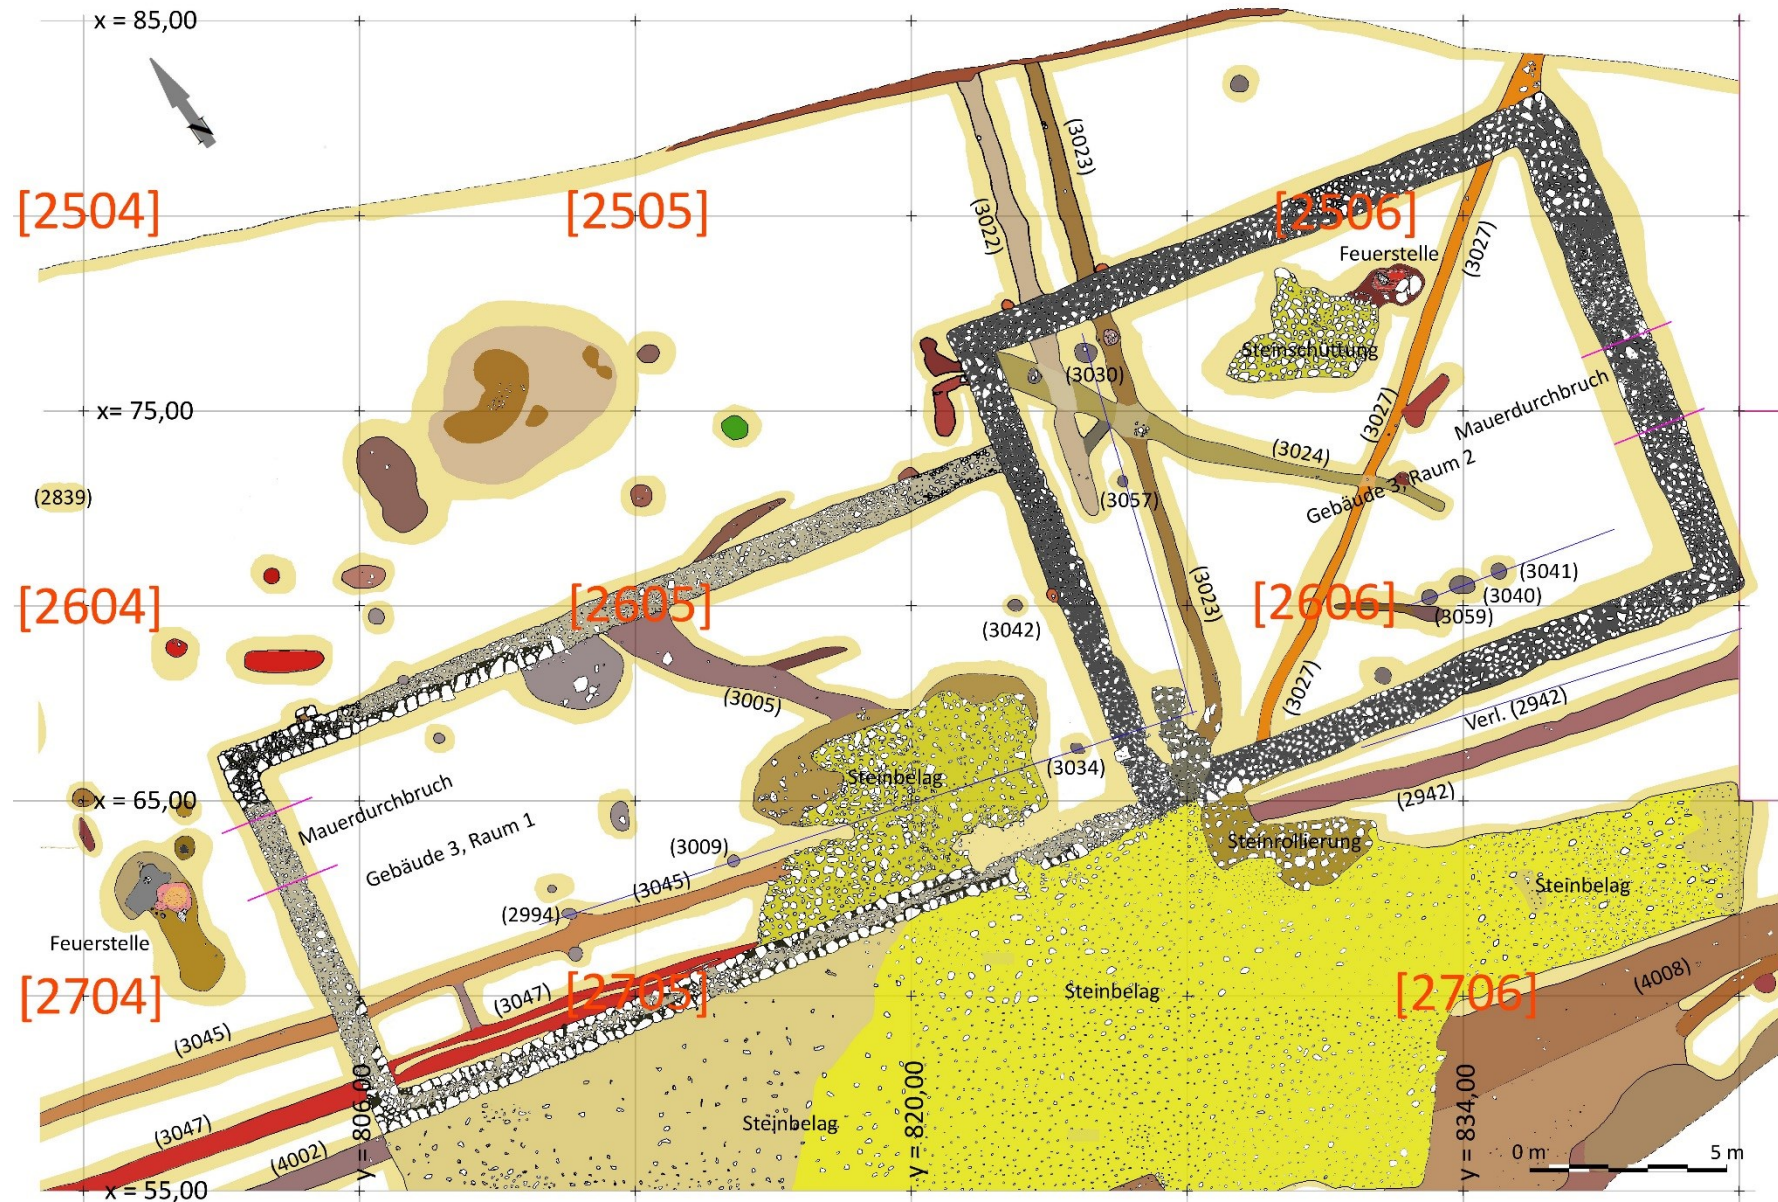 x = 85,00
N
(3023)
[2504]
[2505]
[2506]
(3022)
Feuerstelle
(3027)
Steinschüttung
(3030)
x= 75,00
Mauerdurchbruch
(3027)
(3024)
Gebäude 3, Raum 2
(2839)
(3057)
(3041)
(3040)
[2604]
[2605]
[2606]
(3059)
(3023)
(3042)
(3027)
(3005)
Verl. (2942)
(3034)
Steinbelag
x = 65,00
(2942)
Mauerdurchbruch
Gebäude 3, Raum 1
(3009)
Steinrollierung
(3045)
Steinbelag
(2994)
Feuerstelle
[2704]
(3047)
[2705]
Steinbelag
[2706]
(4008)
(3045)
y = 806,00
y = 820,00
y = 834,00
(3047)
Steinbelag
(4002)
0 m
5 m
x = 55,00